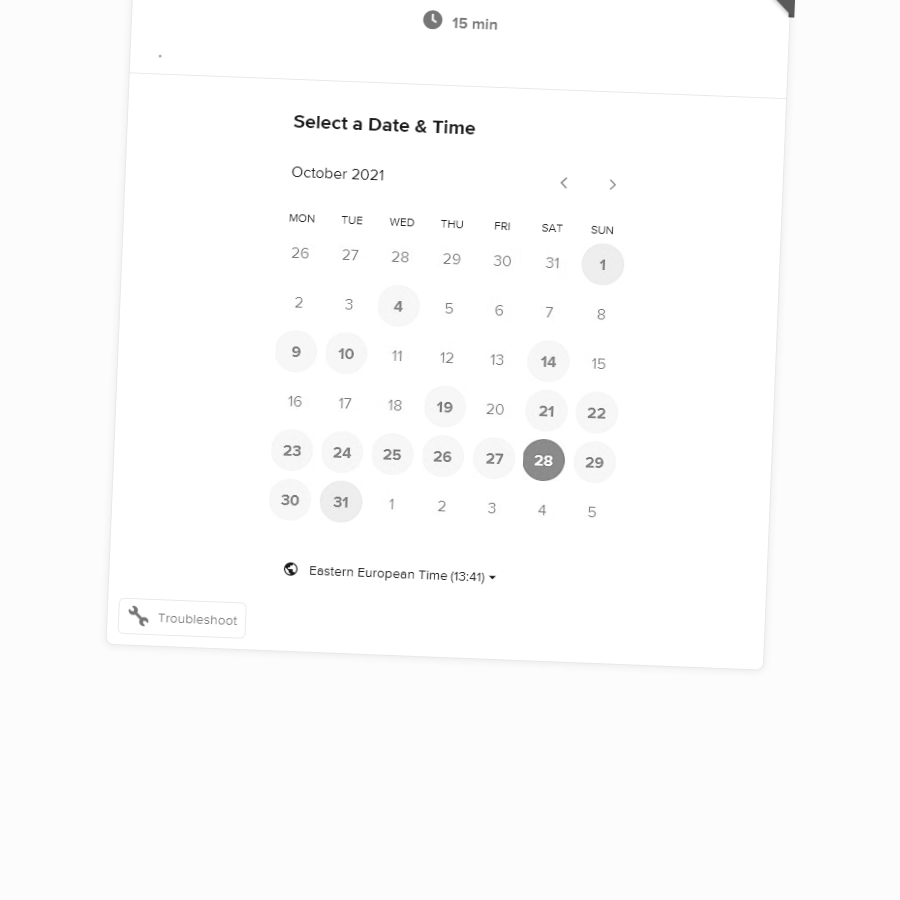 15 min
.
Select a Date & Time
October 2021
MON TUE WED THU FRI SAT SUN
26 27 28 29 30 31 1
2 3 4 5 6 7 8
9 10 11 12 13 14 15
16 17 18 19 20 21 22
23 24 25 26 27 28 29
30 31 1 2 3 4 5
Eastern European Time (13:41)
Troubleshoot